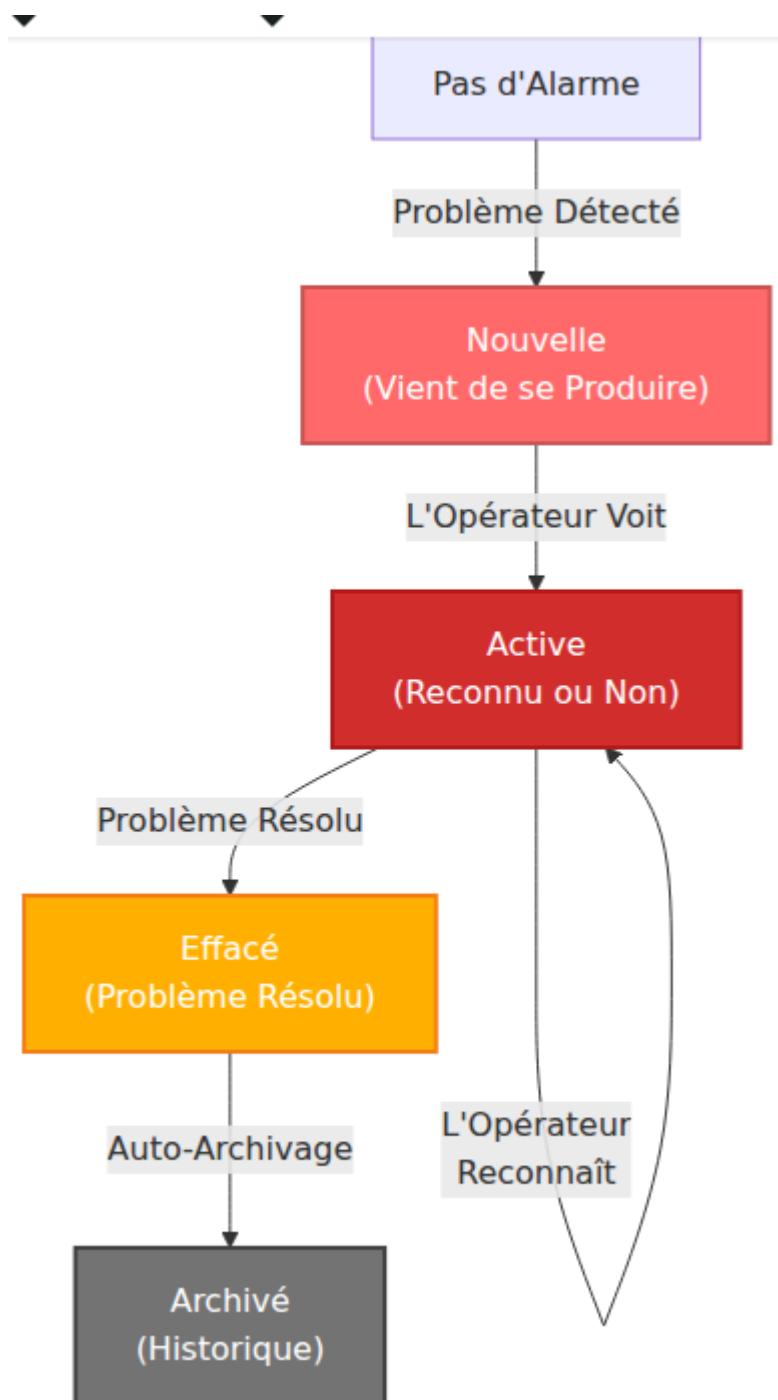 Pas d'Alarme
Problème Détecté
Nouvelle
(Vient de se Produire)
L'Opérateur Voit
Active
(Reconnu ou Non)
Problème Résolu
Effacé
(Problème Résolu)
L'Opérateur
Reconnaît
Auto-Archivage
Archivé
(Historique)